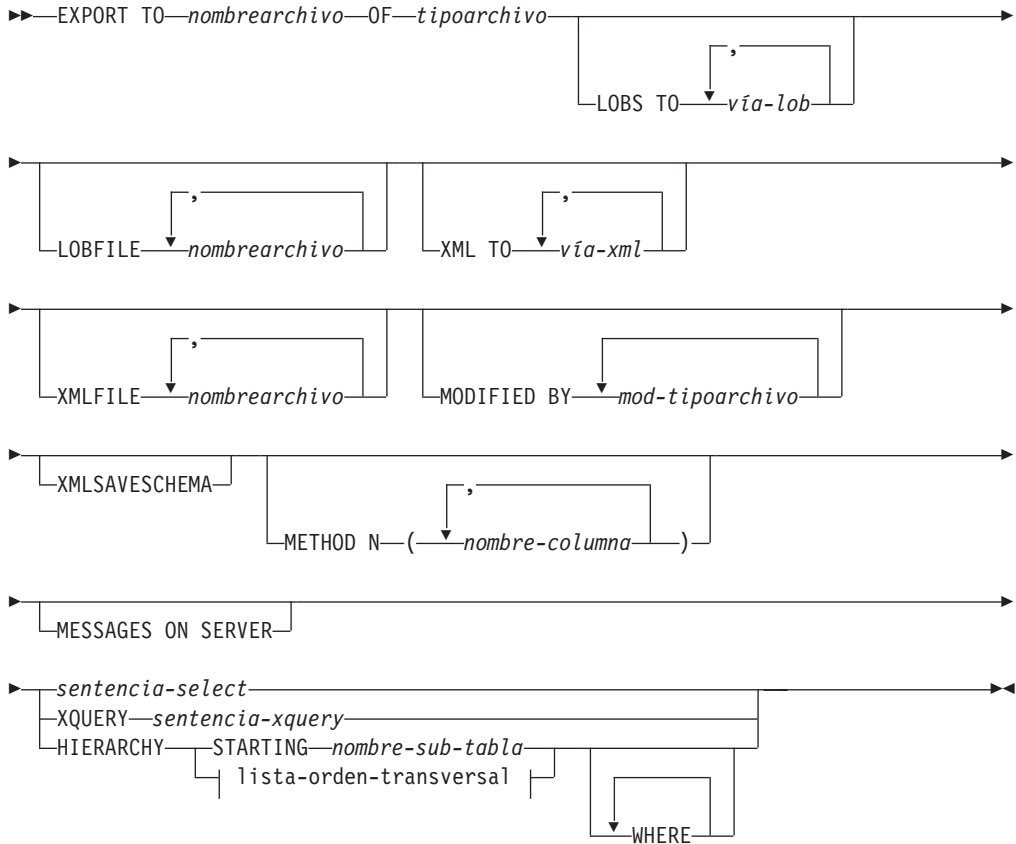 EXPORT TO nombrearchivo OF tipoarchivo
,
LOBS TO vía-lob
, ,
LOBFILE nombrearchivo XML TO vía-xml
,
XMLFILE nombrearchivo MODIFIED BY mod-tipoarchivo
XMLSAVESCHEMA
,
METHOD N ( nombre-columna )
MESSAGES ON SERVER
sentencia-select
XQUERY sentencia-xquery
HIERARCHY STARTING nombre-sub-tabla
lista-orden-transversal
WHERE